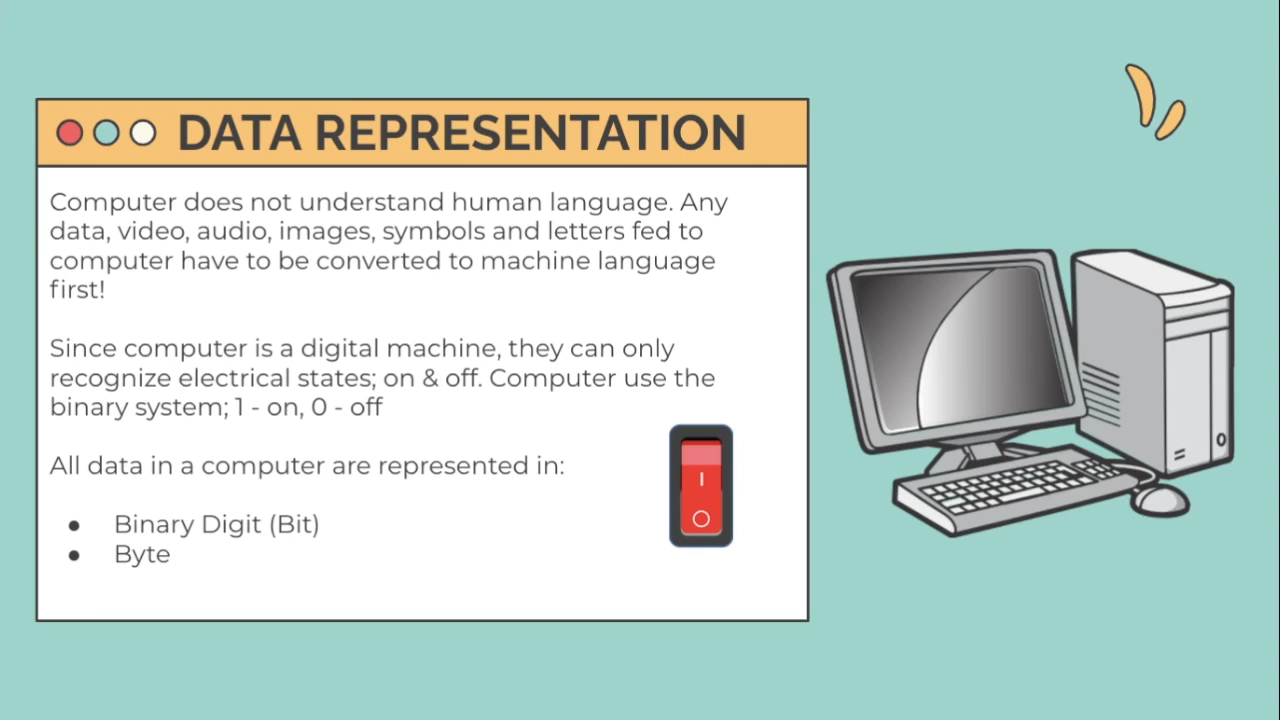 DATA REPRESENTATION
Computer does not understand human language. Any
data, video, audio, images, symbols and letters fed to
computer have to be converted to machine language
first!
Since computer is a digital machine, they can only
recognize electrical states; on & off. Computer use the
binary system; 1 - on, 0 - off
All data in a computer are represented in:
● Binary Digit (Bit)
● Byte